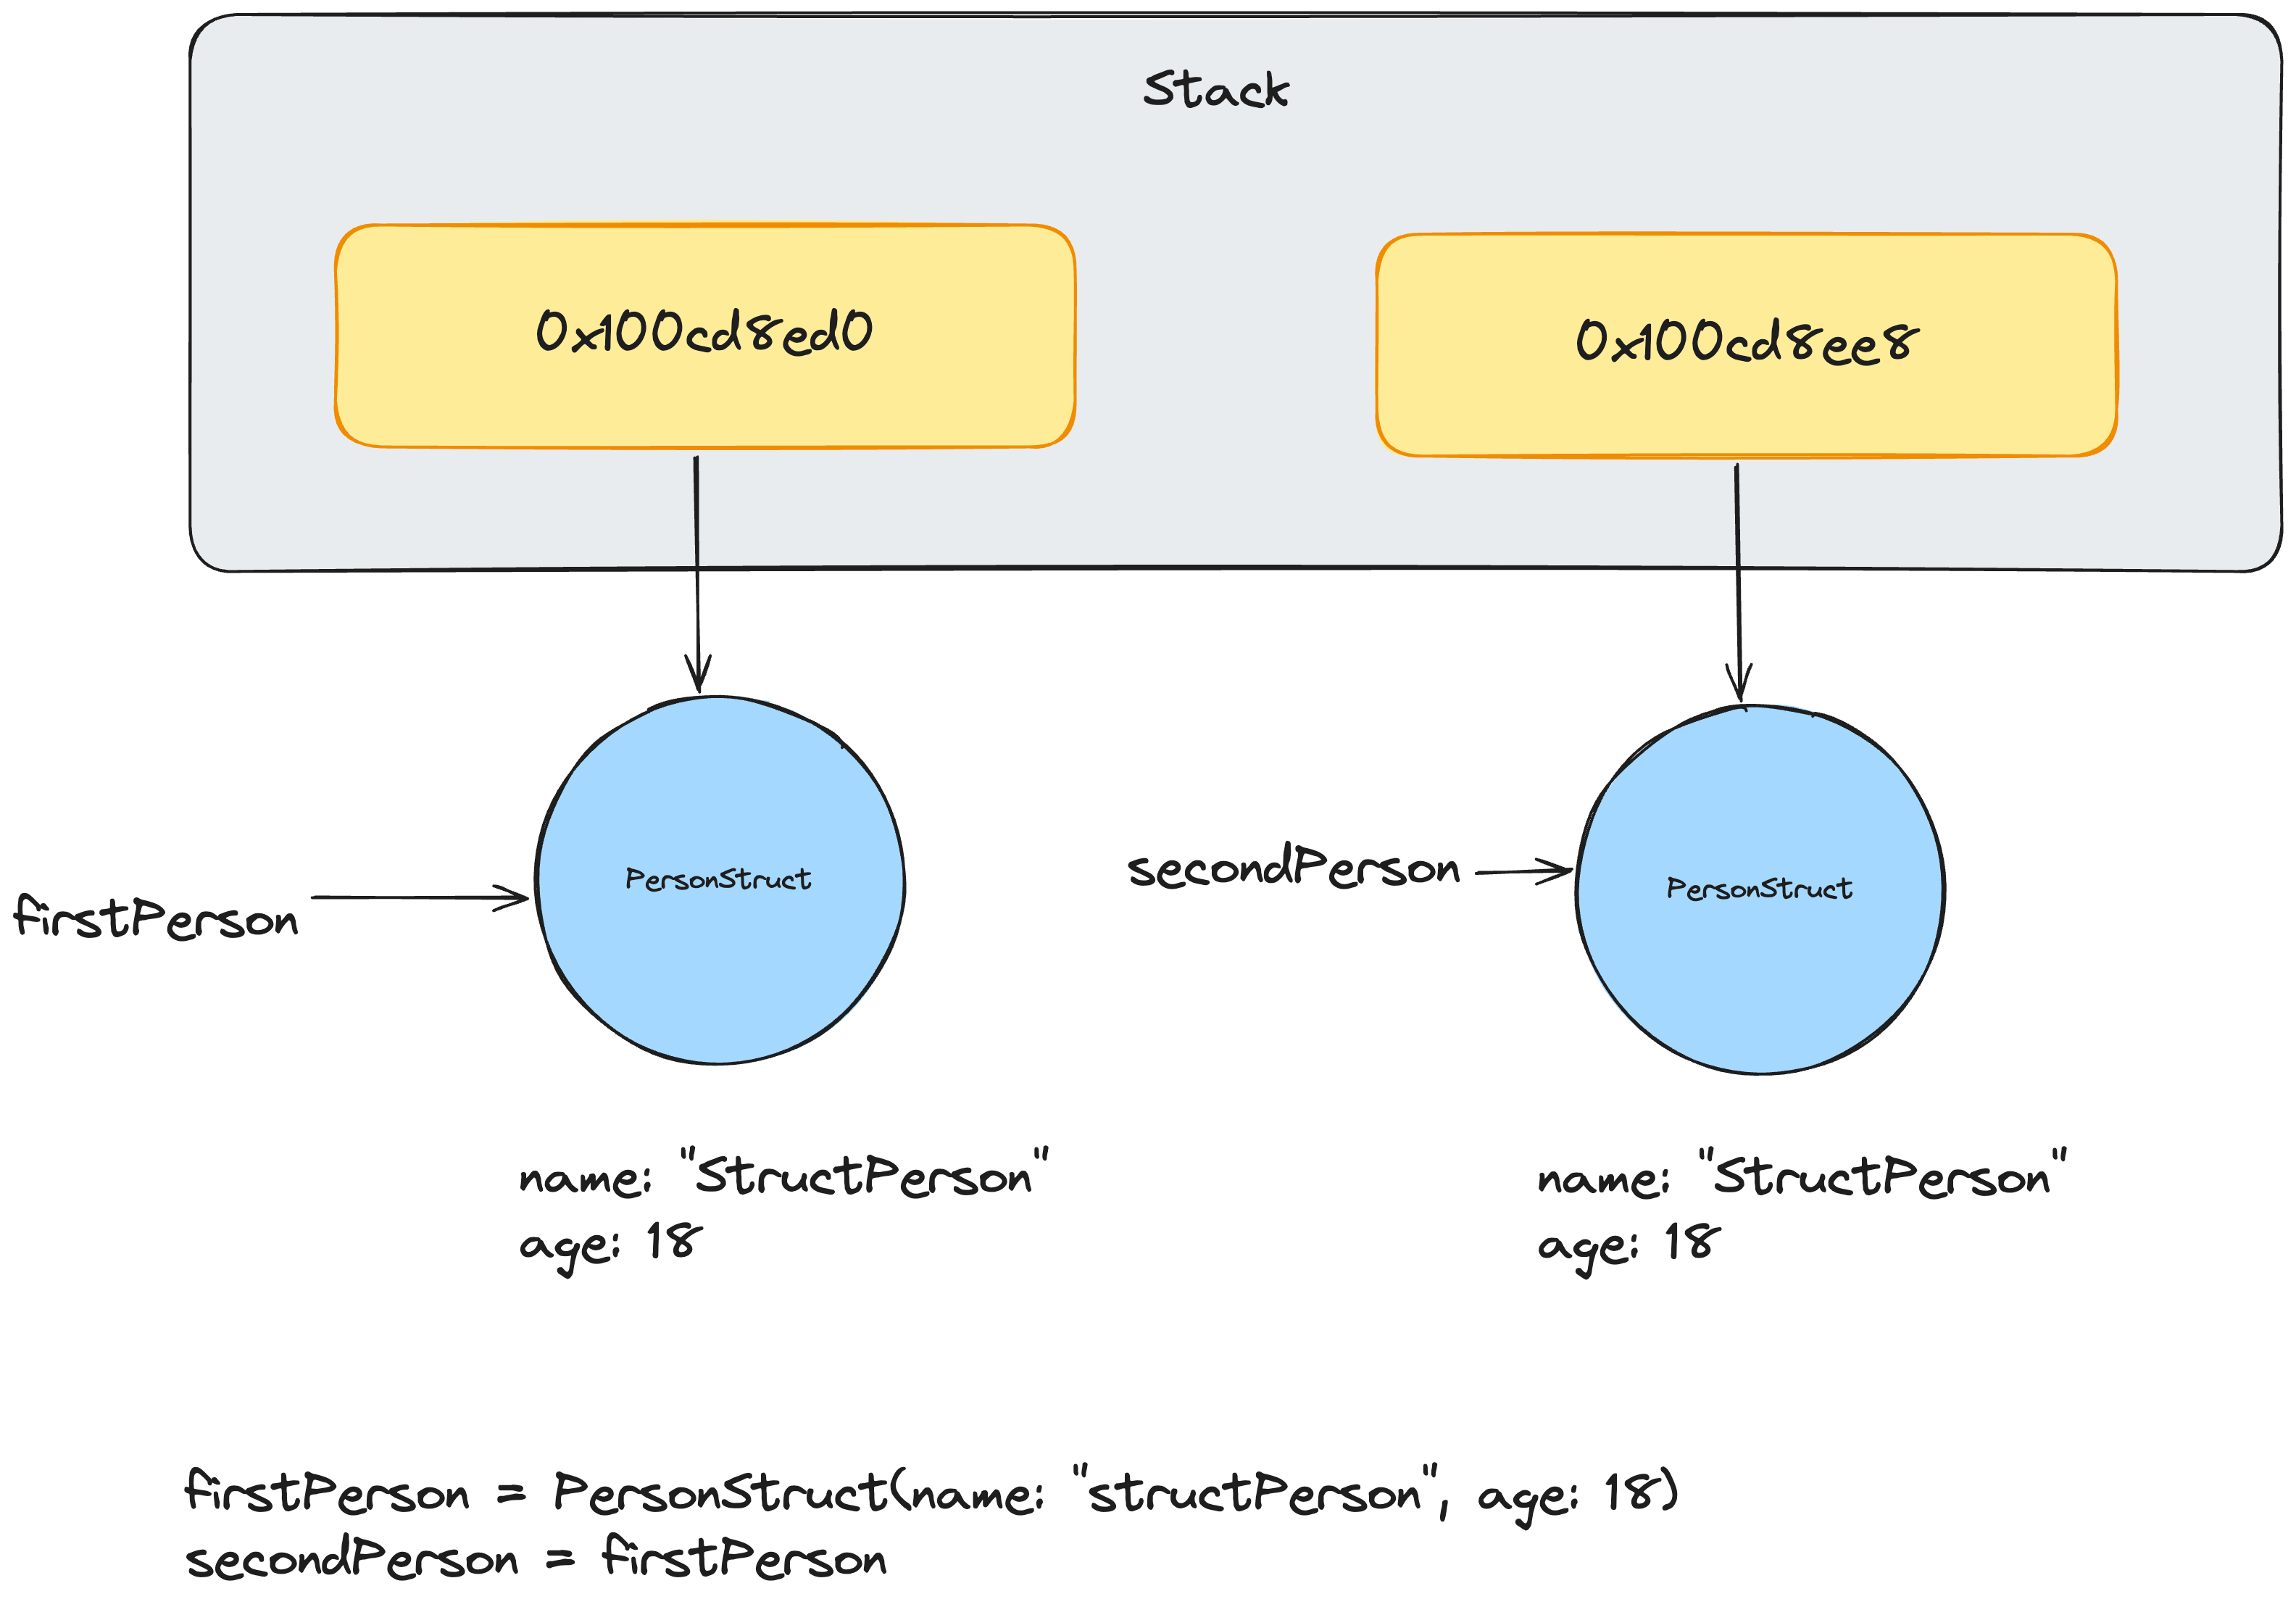 Stack
0x100cd8ed0
0x100cd8ee8
firstPerson
PersonStruct
secondPerson
PersonStruct
name: "StructPerson"
age: 18
name: "StructPerson"
age: 18
firstPerson = PersonStruct(name: "structPerson", age: 18)
secondPerson = firstPerson